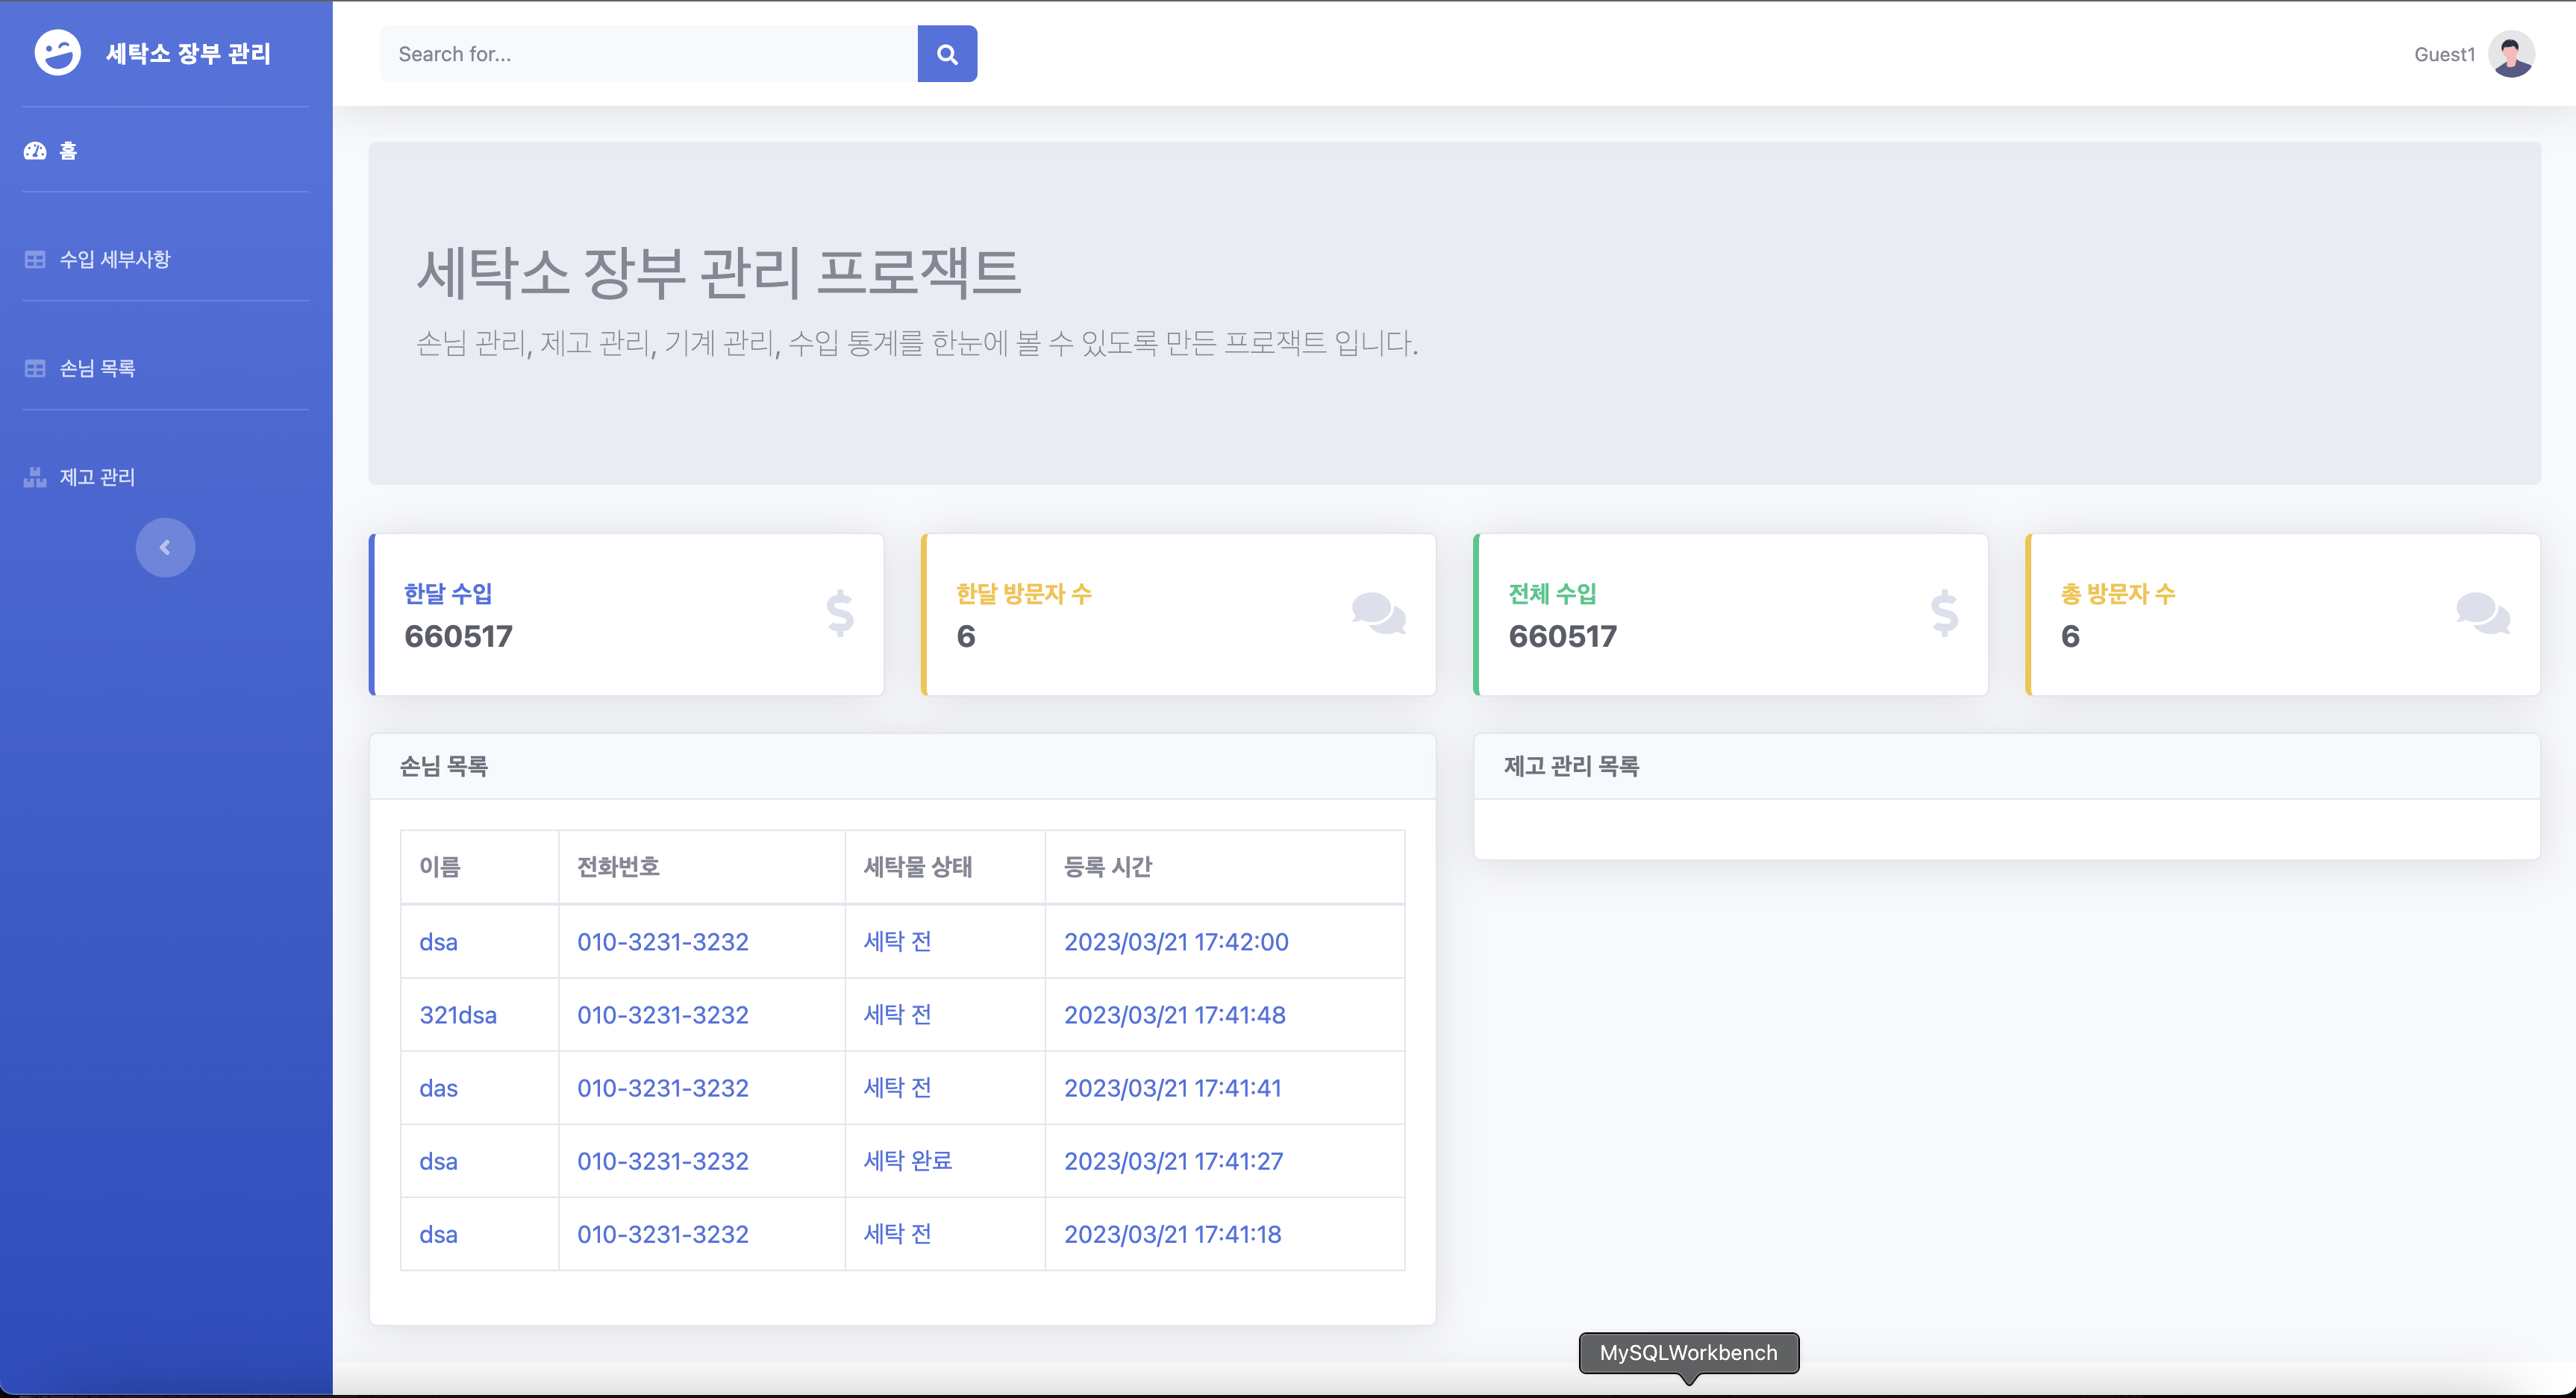 세탁소 장부 관리
Search for...
Guest1
홈
수입 세부사항
손님 목록
제고 관리
세탁소 장부 관리 프로잭트
손님 관리, 제고 관리, 기계 관리, 수입 통계를 한눈에 볼 수 있도록 만든 프로잭트 입니다.
한달 수입
660517
한달 방문자 수
6
전체 수입
660517
총 방문자 수
6
손님 목록
이름 전화번호 세탁물 상태 등록 시간
dsa 010-3231-3232 세탁 전 2023/03/21 17:42:00
321dsa 010-3231-3232 세탁 전 2023/03/21 17:41:48
das 010-3231-3232 세탁 전 2023/03/21 17:41:41
dsa 010-3231-3232 세탁 완료 2023/03/21 17:41:27
dsa 010-3231-3232 세탁 전 2023/03/21 17:41:18
제고 관리 목록
MySQLWorkbench